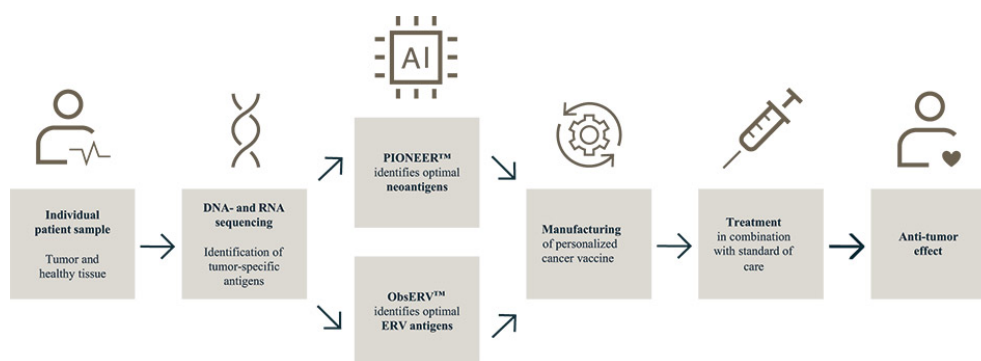 AI
Individual
patient sample
Tumor and
healthy tissue
DNA- and RNA
sequencing
Identification of
tumor-specific
antigens
PIONEER™
identifies optimal
neoantigens
ObsERV™
identifies optimal
ERV antigens
Manufacturing
of personalized
cancer vaccine
Treatment
in combination
with standard of
care
Anti-tumor
effect